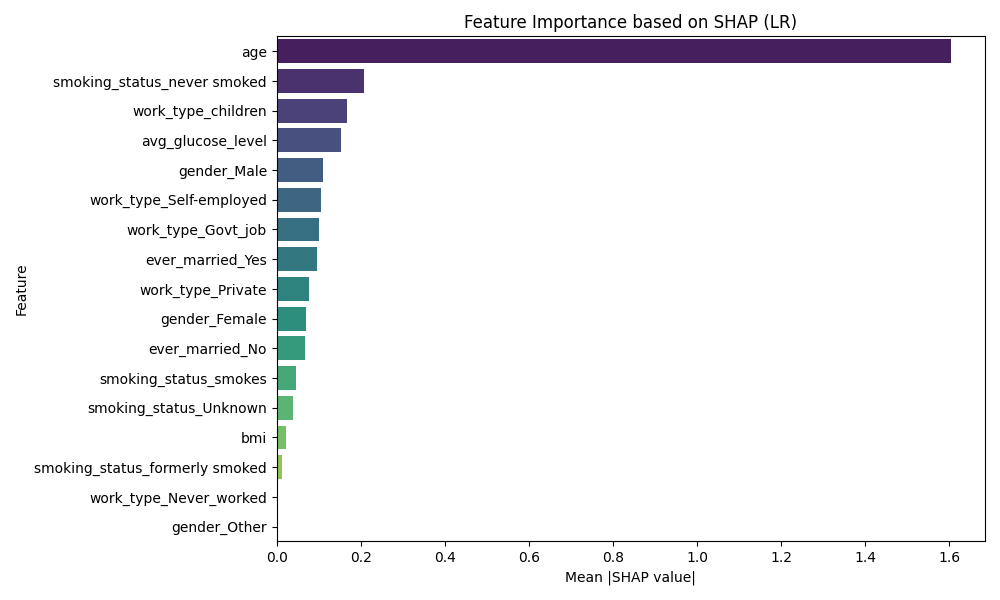 Feature Importance based on SHAP (LR)
age
smoking_status_never smoked
work_type_children
avg_glucose_level
gender_Male
work_type_Self-employed
work_type_Govt_job
ever_married_Yes
work_type_Private
gender_Female
ever_married_No
smoking_status_smokes
smoking_status_Unknown
bmi
smoking_status_formerly smoked
work_type_Never_worked
gender_Other
Feature
0.0 0.2 0.4 0.6 0.8 1.0 1.2 1.4 1.6
Mean |SHAP value|